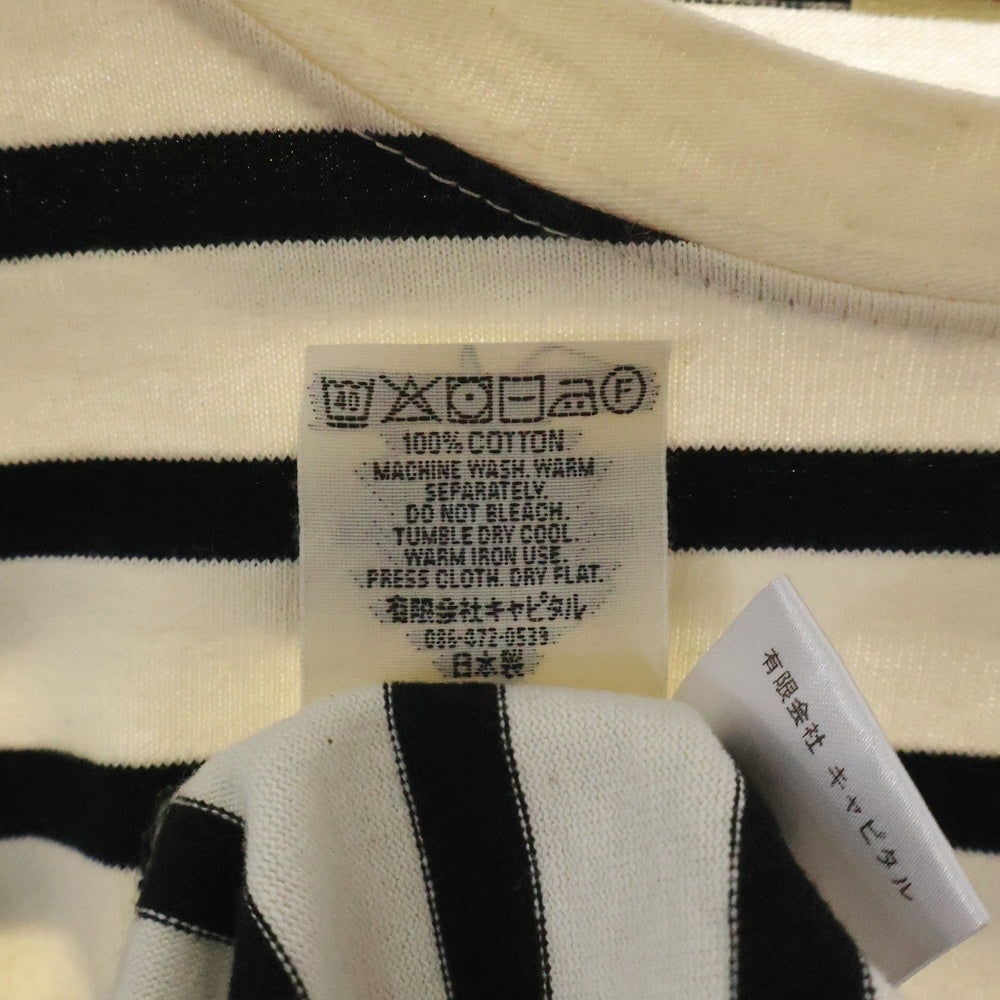 40
F
100% COTTON
MACHINE WASH. WARM
SEPARATELY.
DO NOT BLEACH.
TUMBLE DRY COOL.
WARM IRON USE.
PRESS CLOTH. DRY FLAT.
有限会社キャピタル
086-472-0539
日本製
有限会社 キャピタル